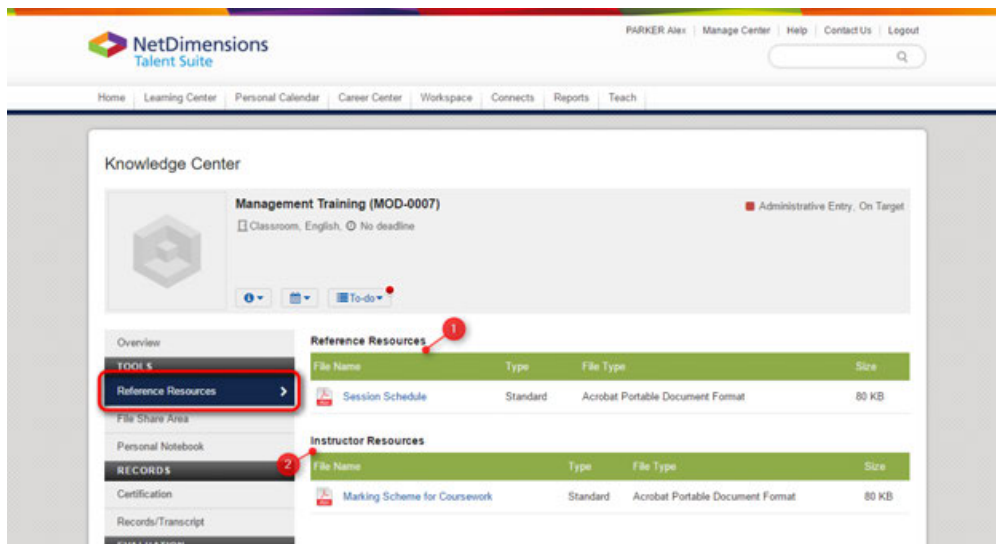 NetDimensions
Talent Suite
PARKER Alex | Manage Center | Help | Contact Us | Logout
Home Learning Center Personal Calendar Career Center Workspace Connects Reports Teach
Knowledge Center
Management Training (MOD-0007)
Administrative Entry, On Target
Classroom, English, No deadline
To-do
Overview
TOOLS
Reference Resources
File Share Area
Personal Notebook
RECORDS
Certification
Records/Transcript
EVALUATION
1
Reference Resources
File Name Type File Type Size
Session Schedule Standard Acrobat Portable Document Format 80 KB
Instructor Resources
2
File Name Type File Type Size
Marking Scheme for Coursework Standard Acrobat Portable Document Format 80 KB